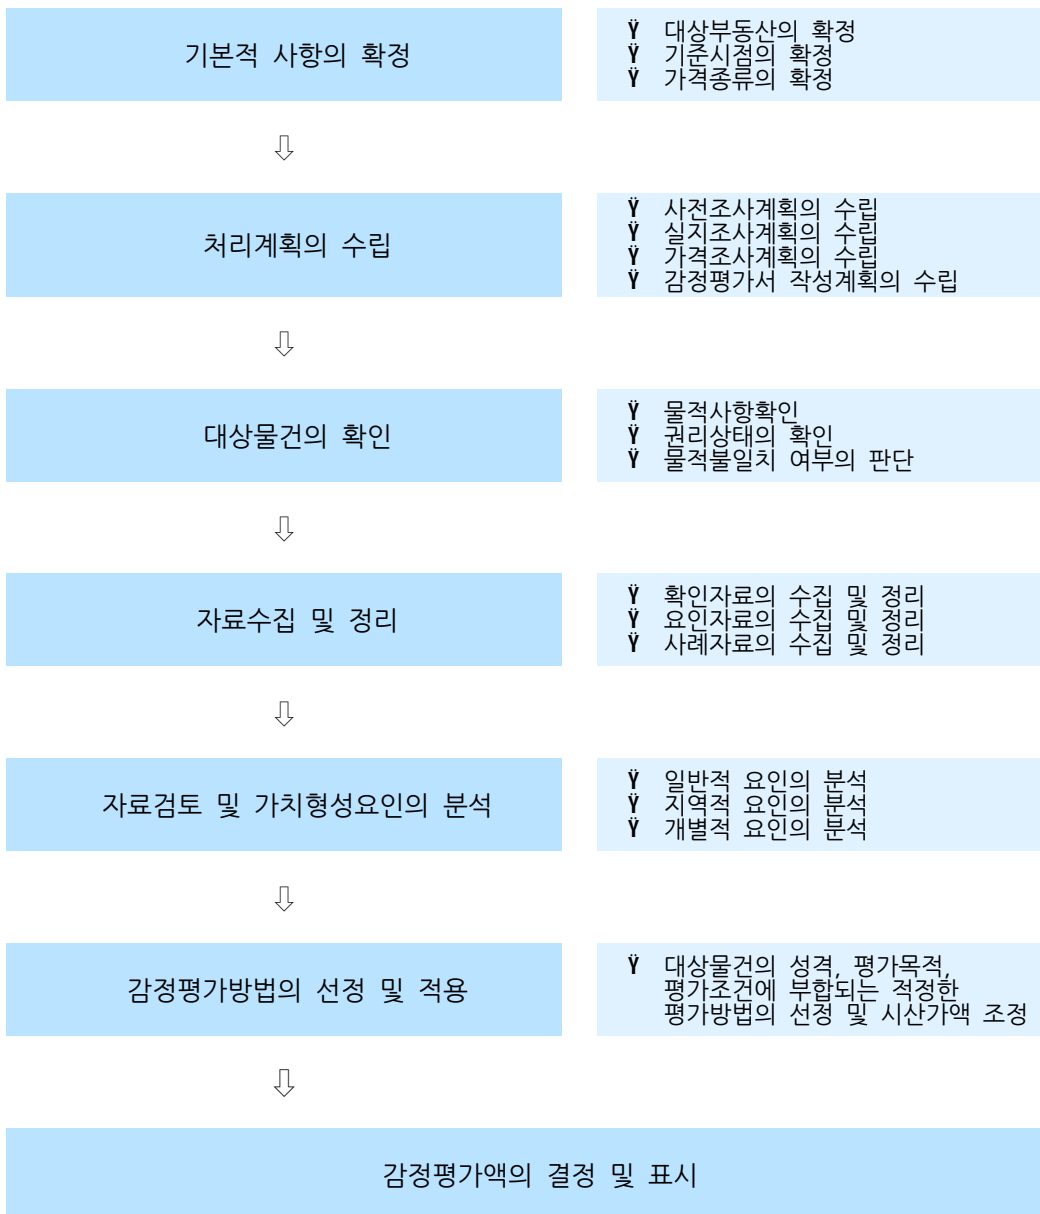 기본적 사항의 확정
Ÿ 대상부동산의 확정
Ÿ 기준시점의 확정
Ÿ 가격종류의 확정
⇩
처리계획의 수립
Ÿ 사전조사계획의 수립
Ÿ 실지조사계획의 수립
Ÿ 가격조사계획의 수립
Ÿ 감정평가서 작성계획의 수립
⇩
대상물건의 확인
Ÿ 물적사항확인
Ÿ 권리상태의 확인
Ÿ 물적불일치 여부의 판단
⇩
자료수집 및 정리
Ÿ 확인자료의 수집 및 정리
Ÿ 요인자료의 수집 및 정리
Ÿ 사례자료의 수집 및 정리
⇩
자료검토 및 가치형성요인의 분석
Ÿ 일반적 요인의 분석
Ÿ 지역적 요인의 분석
Ÿ 개별적 요인의 분석
⇩
감정평가방법의 선정 및 적용
Ÿ 대상물건의 성격, 평가목적,
평가조건에 부합되는 적정한
평가방법의 선정 및 시산가액 조정
⇩
감정평가액의 결정 및 표시